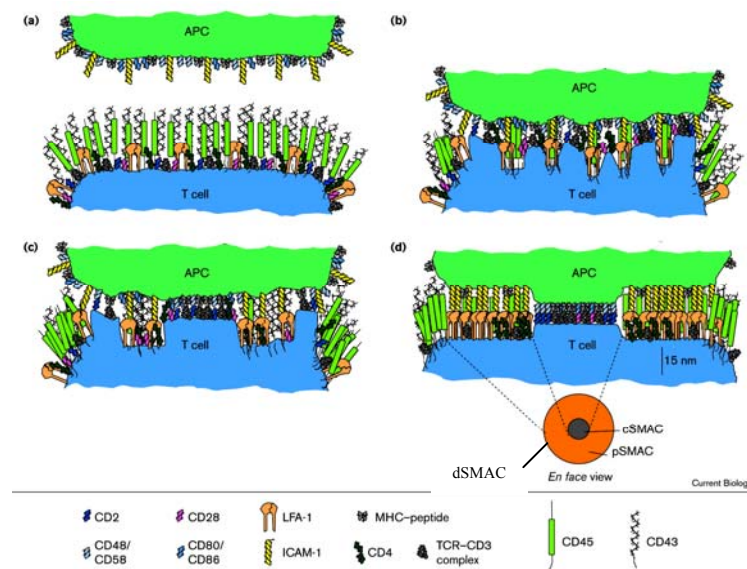 (a)
APC
T cell
(b)
APC
T cell
(c)
APC
T cell
(d)
APC
T cell
15 nm
cSMAC
pSMAC
dSMAC
En face view
Current Biology
CD2
CD28
LFA-1
MHC–peptide
CD45
CD43
CD48/
CD58
CD80/
CD86
ICAM-1
CD4
TCR–CD3
complex